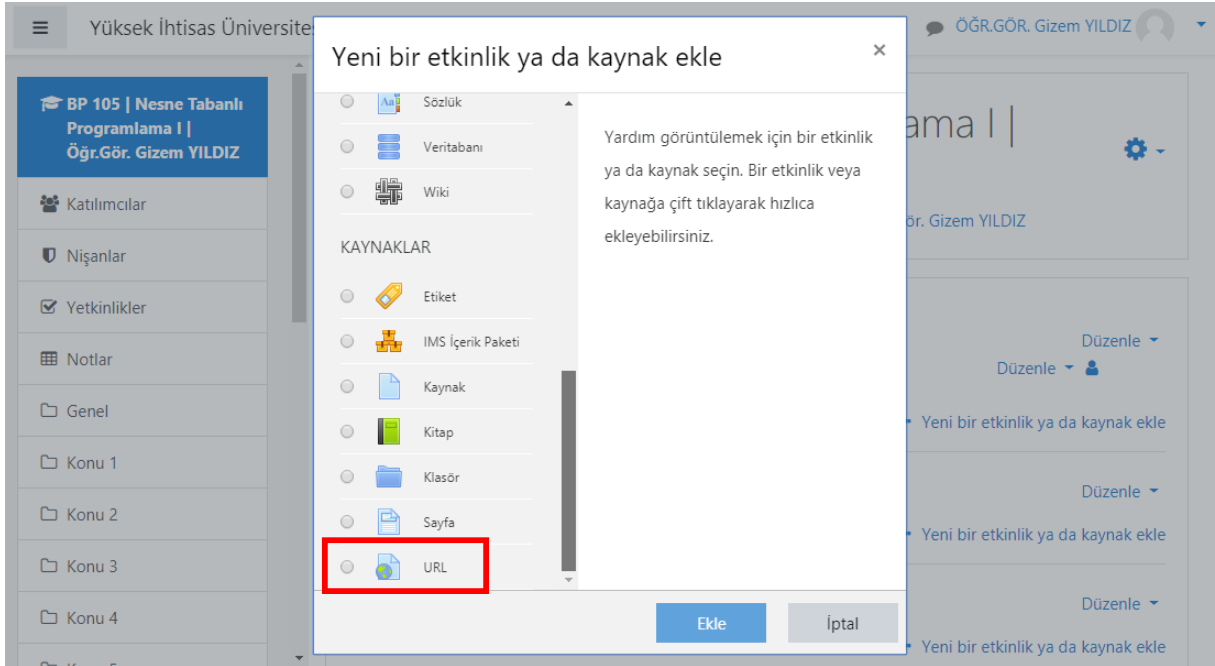 Yüksek İhtisas Üniversite
ÖĞR.GÖR. Gizem YILDIZ
BP 105 | Nesne Tabanlı
Programlama I |
Öğr.Gör. Gizem YILDIZ
Katılımcılar
Nişanlar
Yetkinlikler
Notlar
Genel
Konu 1
Konu 2
Konu 3
Konu 4
Yeni bir etkinlik ya da kaynak ekle
×
Sözlük
Veritabanı
Wiki
KAYNAKLAR
Etiket
IMS İçerik Paketi
Kaynak
Kitap
Klasör
Sayfa
URL
Yardım görüntülemek için bir etkinlik
ya da kaynak seçin. Bir etkinlik veya
kaynağa çift tıklayarak hızlıca
ekleyebilirsiniz.
Ekle
İptal
ama I |
ör. Gizem YILDIZ
Düzenle
Düzenle
Yeni bir etkinlik ya da kaynak ekle
Düzenle
Yeni bir etkinlik ya da kaynak ekle
Düzenle
Yeni bir etkinlik ya da kaynak ekle